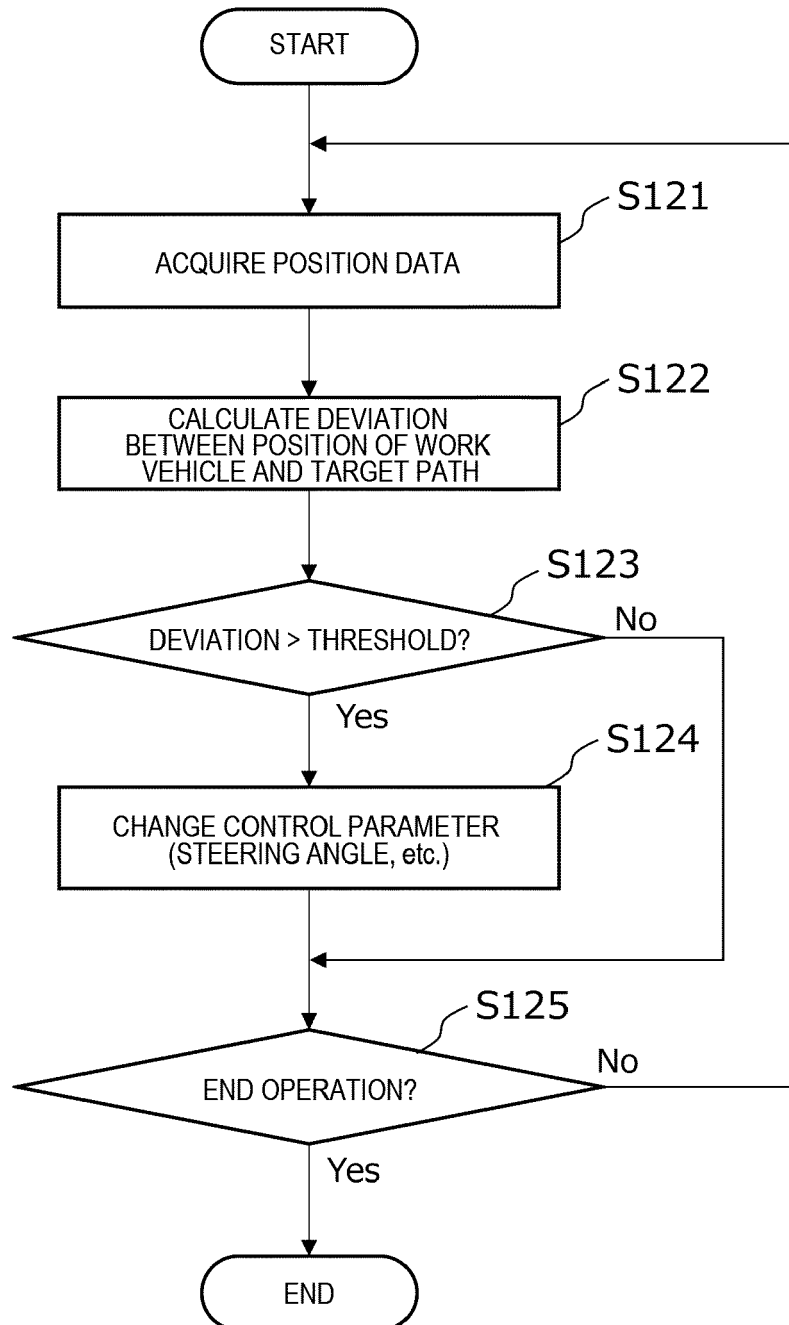 START
S121
ACQUIRE POSITION DATA
S122
CALCULATE DEVIATION
BETWEEN POSITION OF WORK
VEHICLE AND TARGET PATH
S123
DEVIATION > THRESHOLD?
No
Yes
S124
CHANGE CONTROL PARAMETER
(STEERING ANGLE, etc.)
S125
END OPERATION?
No
Yes
END